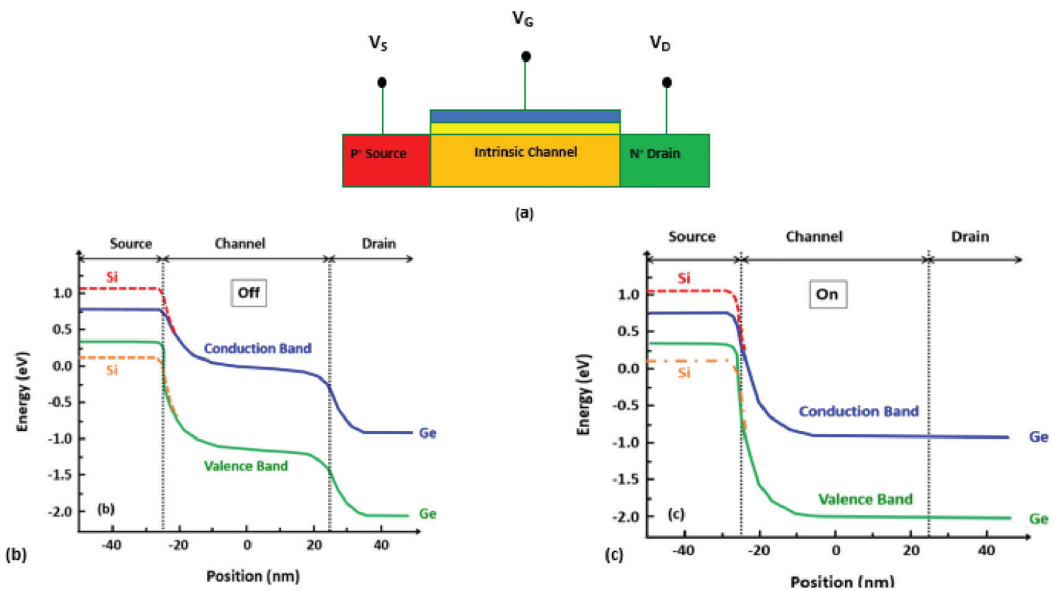 V_G
V_S
V_D
P⁺ Source
Intrinsic Channel
N⁺ Drain
(a)
Source
Channel
Drain
Si
Off
1.0
0.5
0.0
-0.5
-1.0
-1.5
-2.0
Energy (eV)
Conduction Band
Si
Valence Band
Ge
Ge
(b)
-40
-20
0
20
40
Position (nm)
(b)
Source
Channel
Drain
Si
On
1.0
0.5
0.0
-0.5
-1.0
-1.5
-2.0
Energy (eV)
Si
Conduction Band
Ge
Valence Band
Ge
(c)
-40
-20
0
20
40
Position (nm)
(c)